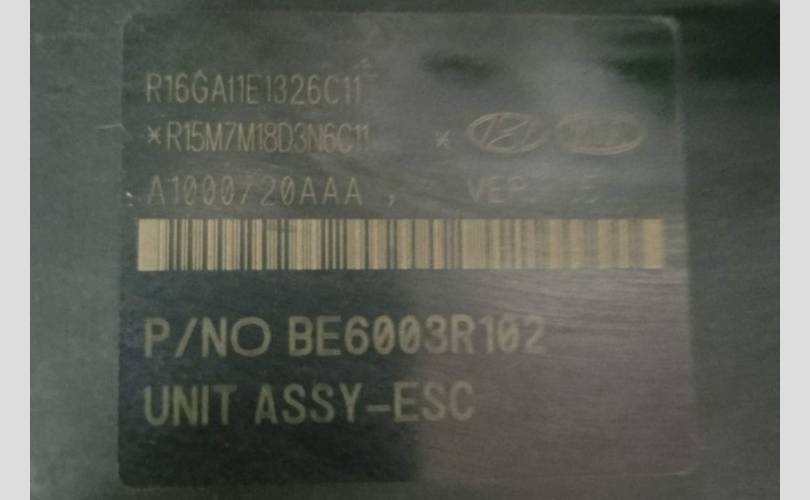 R16GA11E1326C11
*R15M7M18D3N6C11 *
A1000720AAA ,
P/NO BE6003R102
UNIT ASSY-ESC